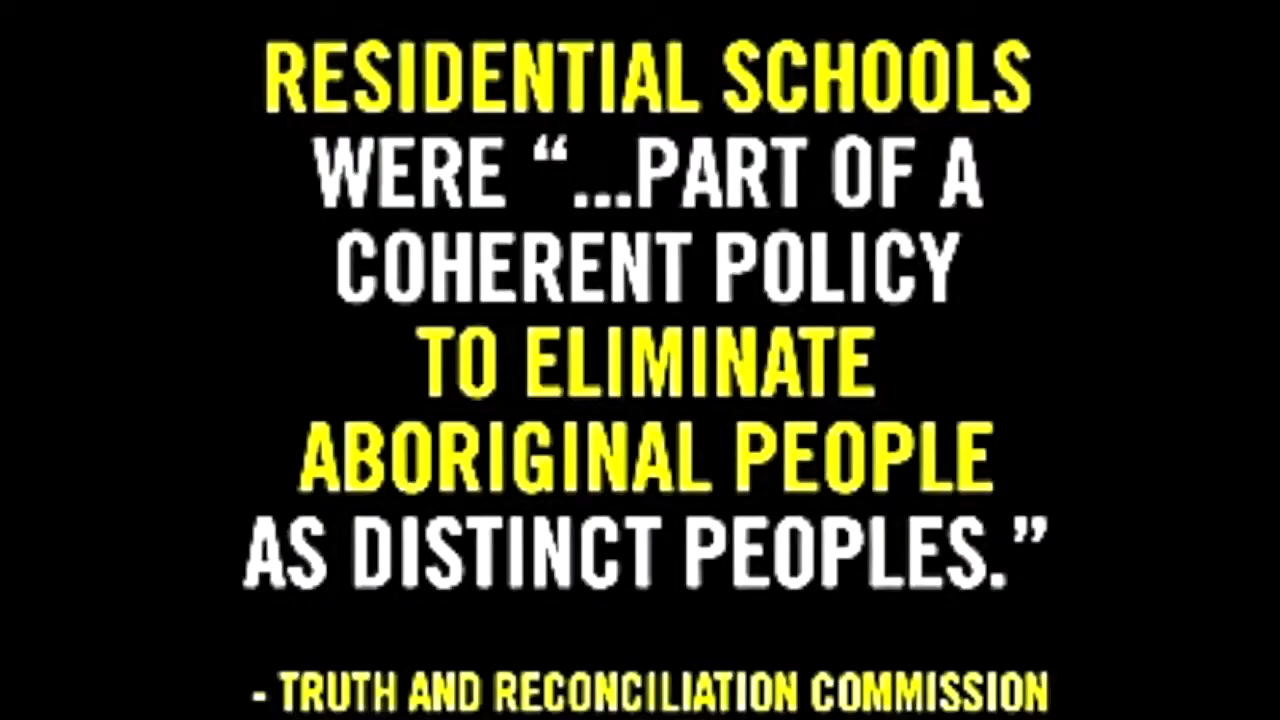 RESIDENTIAL SCHOOLS
WERE “...PART OF A
COHERENT POLICY
TO ELIMINATE
ABORIGINAL PEOPLE
AS DISTINCT PEOPLES.”
- TRUTH AND RECONCILIATION COMMISSION